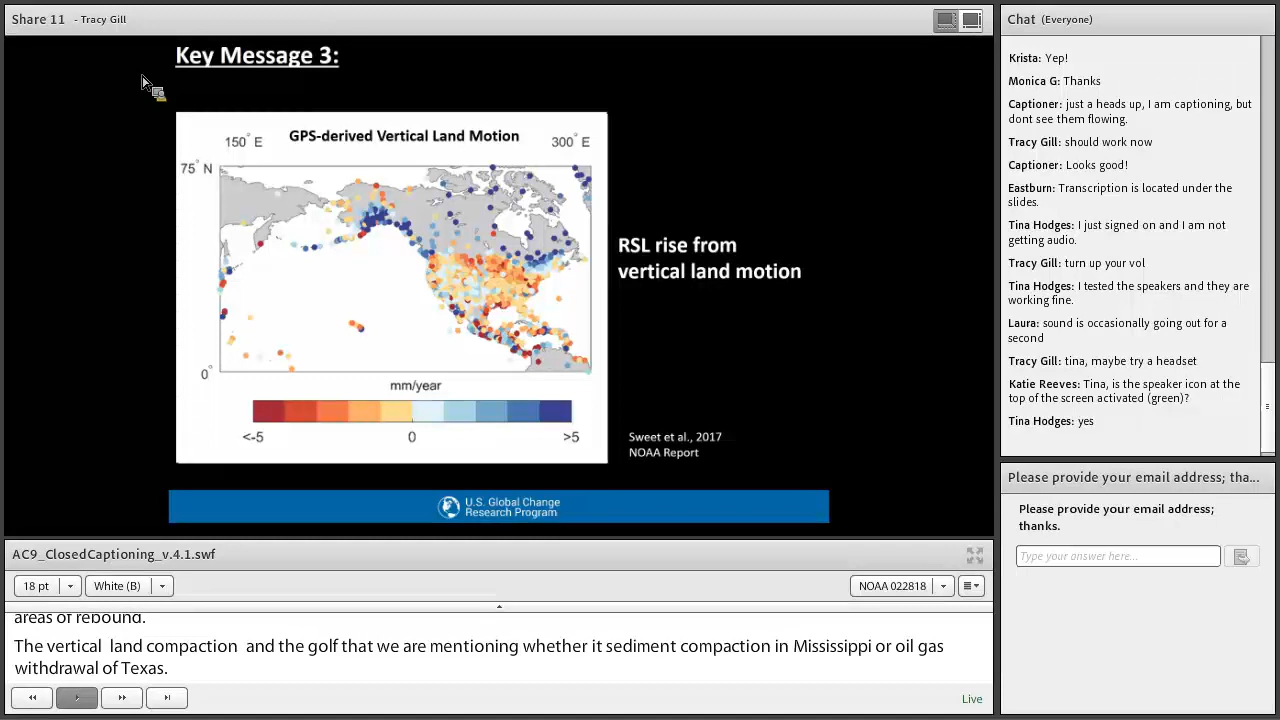 Share 11 - Tracy Gill
Key Message 3:
GPS-derived Vertical Land Motion
150° E
300° E
75° N
0°
mm/year
<-5
0
>5
RSL rise from
vertical land motion
Sweet et al., 2017
NOAA Report
U.S. Global Change
Research Program
AC9_ClosedCaptioning_v.4.1.swf
18 pt
White (B)
NOAA 022818
areas of rebound.
The vertical  land compaction  and the golf that we are mentioning whether it sediment compaction in Mississippi or oil gas
withdrawal of Texas.
Live
Chat (Everyone)
Krista: Yep!
Monica G: Thanks
Captioner: just a heads up, I am captioning, but
dont see them flowing.
Tracy Gill: should work now
Captioner: Looks good!
Eastburn: Transcription is located under the
slides.
Tina Hodges: I just signed on and I am not
getting audio.
Tracy Gill: turn up your vol
Tina Hodges: I tested the speakers and they are
working fine.
Laura: sound is occasionally going out for a
second
Tracy Gill: tina, maybe try a headset
Katie Reeves: Tina, is the speaker icon at the
top of the screen activated (green)?
Tina Hodges: yes
Please provide your email address; tha...
Please provide your email address;
thanks.
Type your answer here...